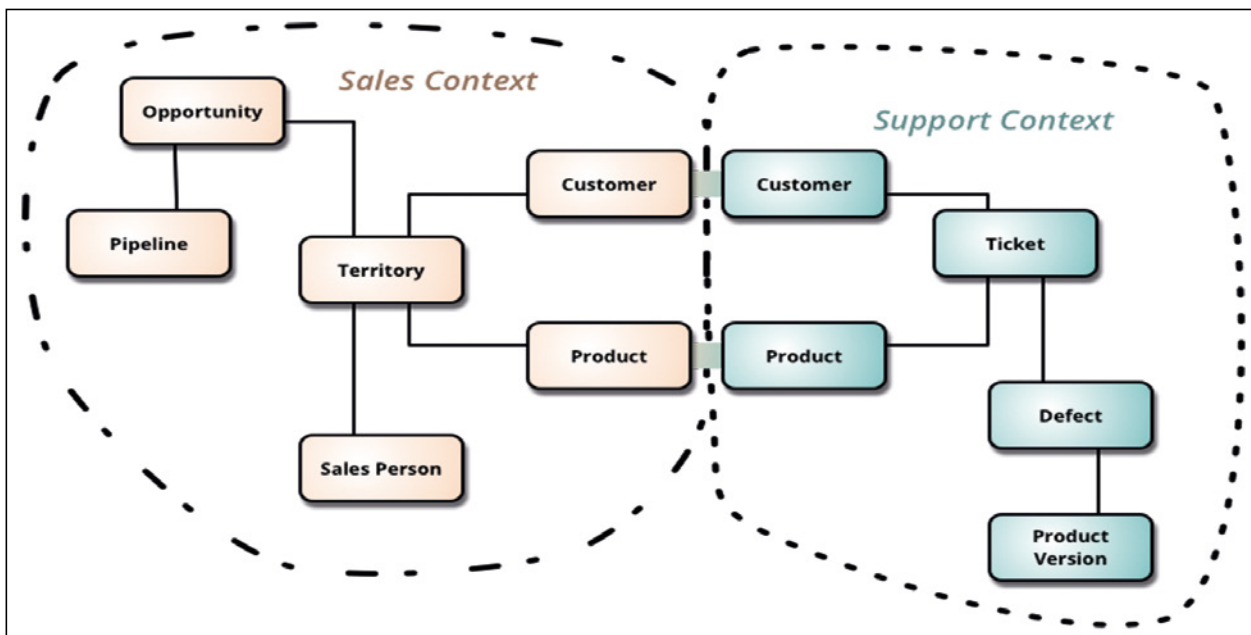 Sales Context
Opportunity
Support Context
Customer
Customer
Pipeline
Ticket
Territory
Product
Product
Defect
Sales Person
Product
Version